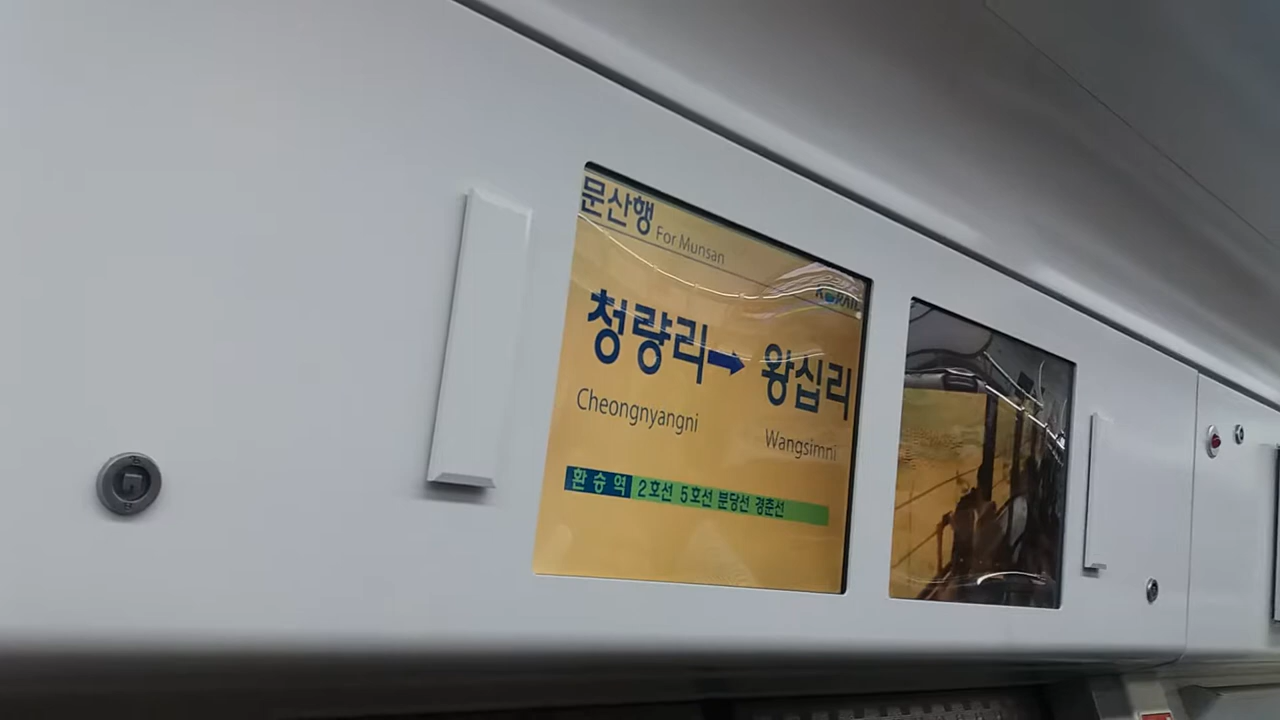 문산행 For Munsan
KORAIL
청량리 → 왕십리
Cheongnyangni Wangsimni
환승역 2호선 5호선 분당선 경춘선